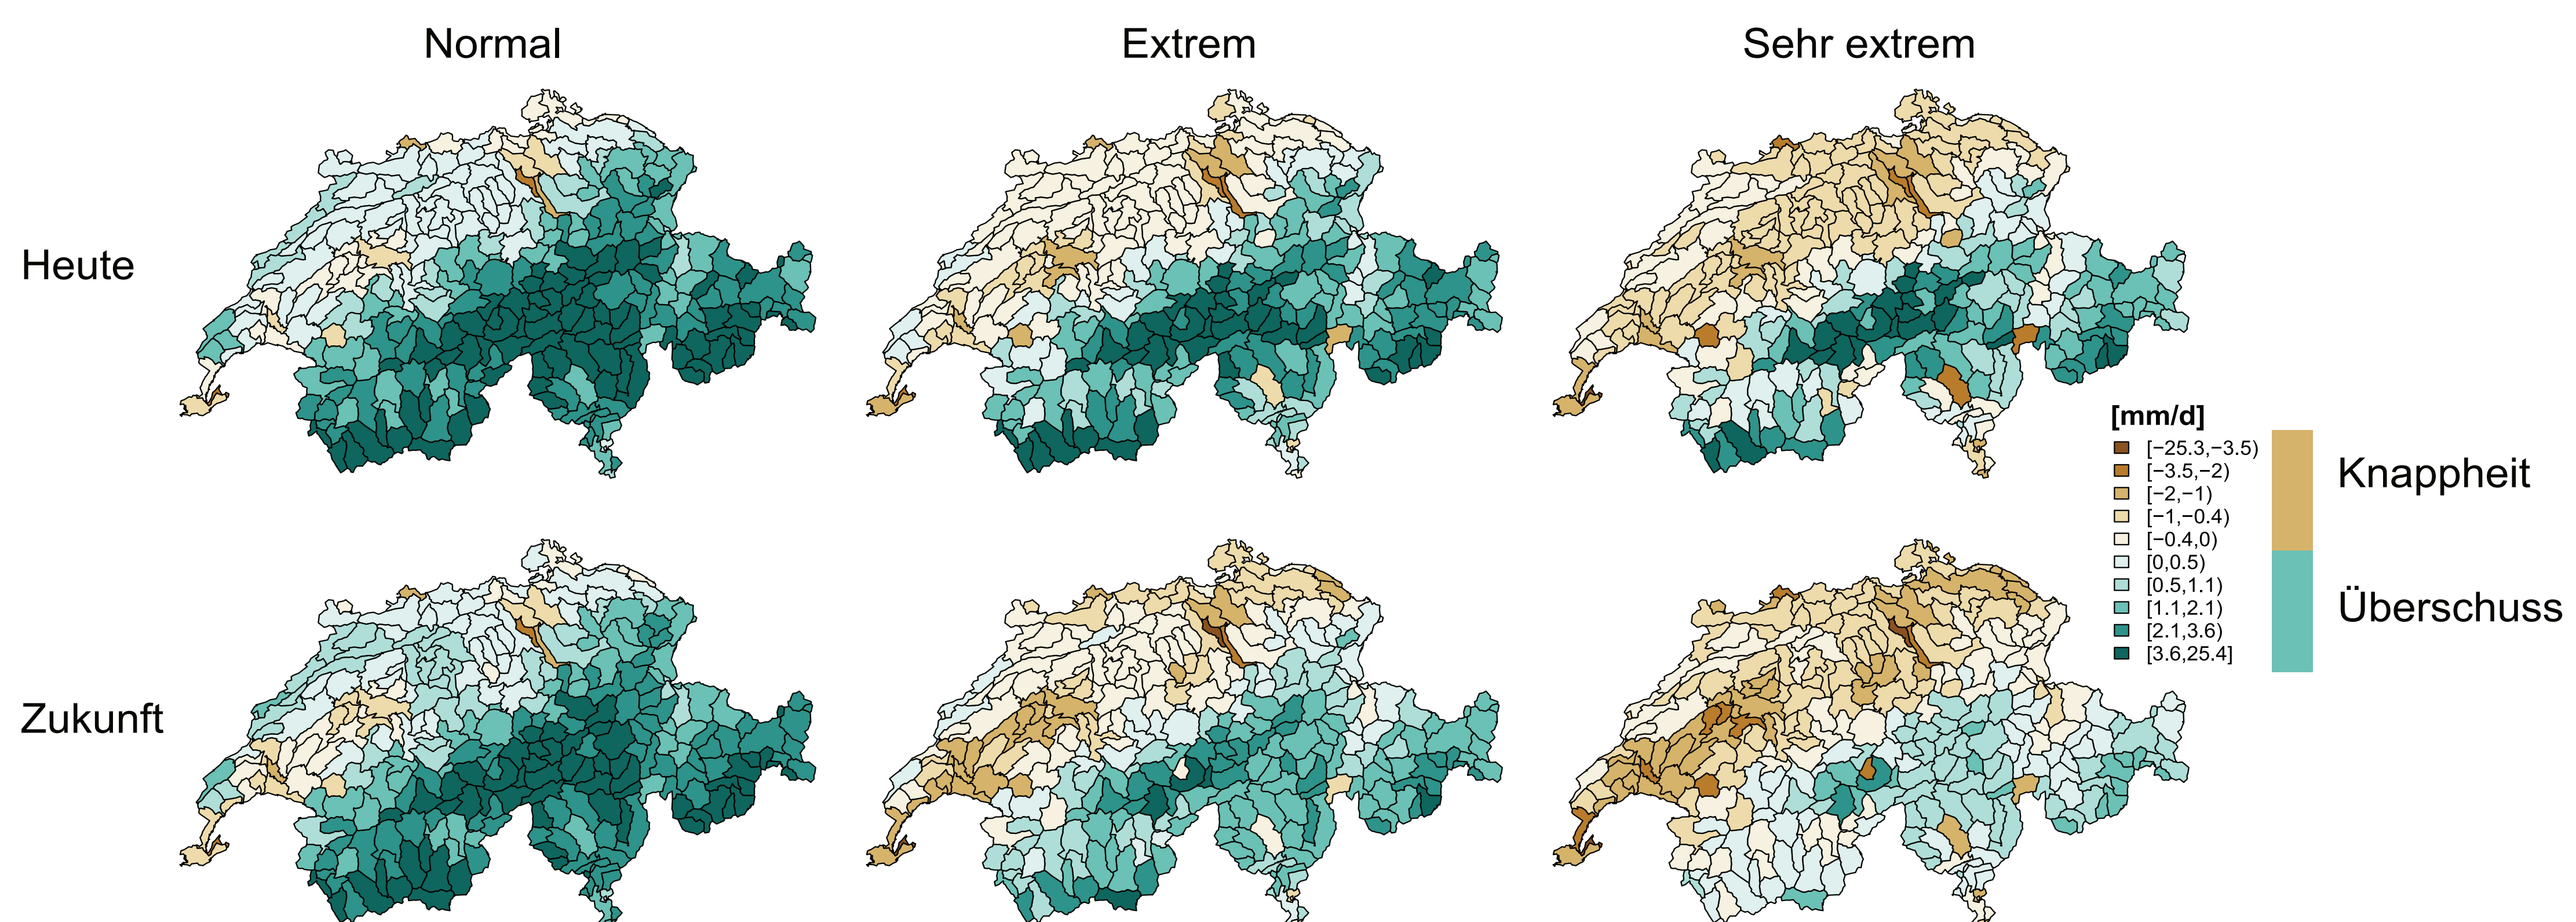 Normal
Extrem
Sehr extrem
Heute
[mm/d]
[−25.3,−3.5)
[−3.5,−2)
[−2,−1)
[−1,−0.4)
[−0.4,0)
[0,0.5)
[0.5,1.1)
[1.1,2.1)
[2.1,3.6)
[3.6,25.4]
Knappheit
Überschuss
Zukunft